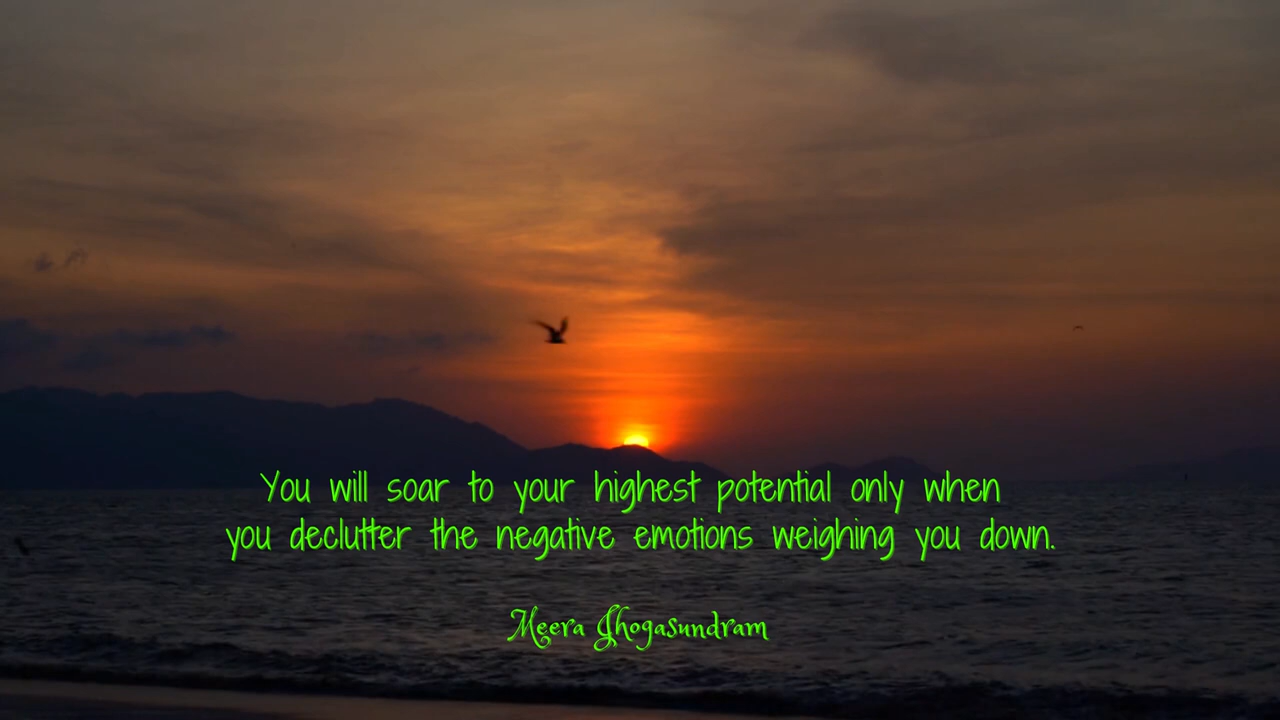 You will soar to your highest potential only when
you declutter the negative emotions weighing you down.
Meera Jhogasundram